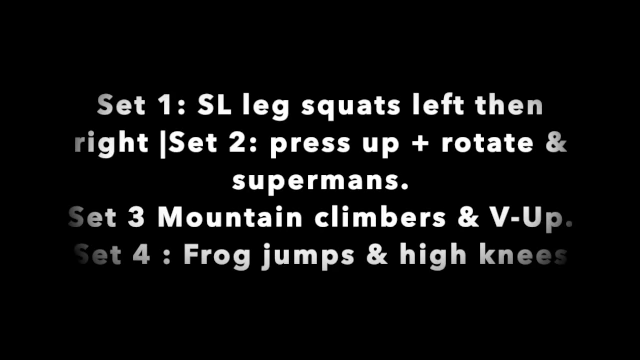 Set 1: SL leg squats left then
right |Set 2: press up + rotate &
supermans.
Set 3 Mountain climbers & V-Up.
Set 4 : Frog jumps & high knees